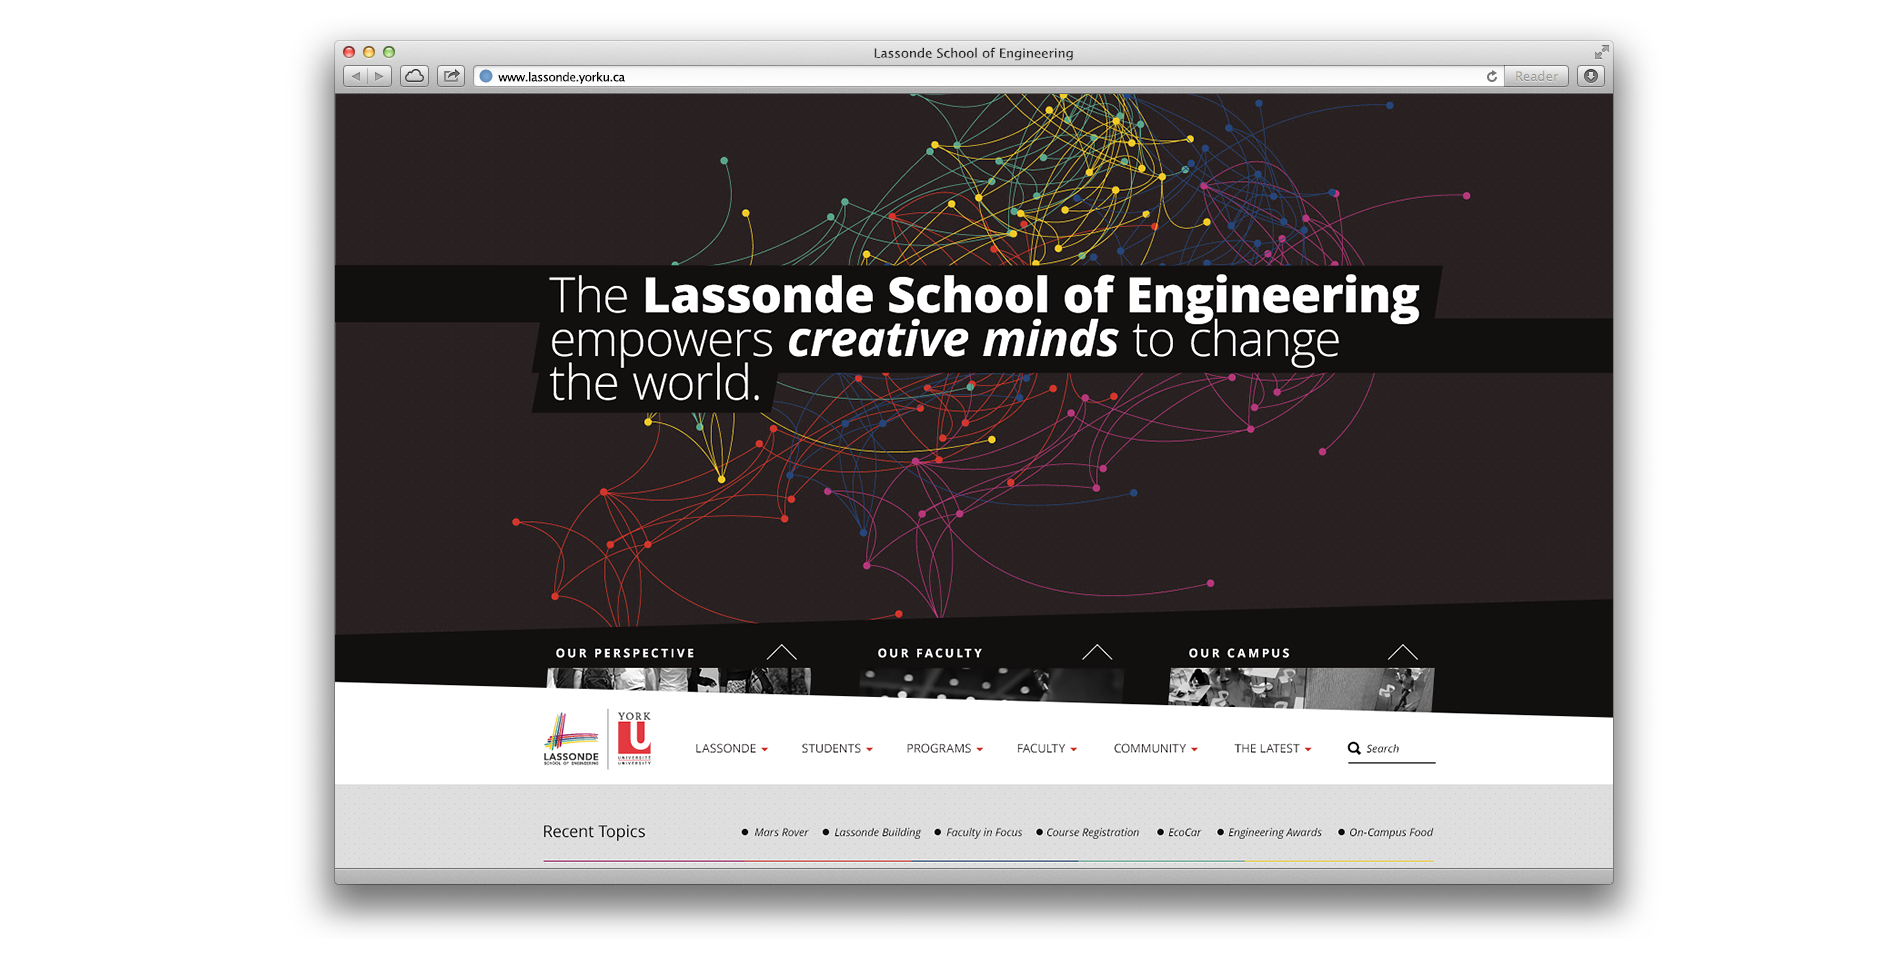 Lassonde School of Engineering
www.lassonde.yorku.ca
Reader
The Lassonde School of Engineering
empowers creative minds to change
the world.
OUR PERSPECTIVE
OUR FACULTY
OUR CAMPUS
LASSONDE
SCHOOL OF ENGINEERING
YORK
U
UNIVERSITÉ
UNIVERSITY
LASSONDE
STUDENTS
PROGRAMS
FACULTY
COMMUNITY
THE LATEST
Search
Recent Topics
Mars Rover
Lassonde Building
Faculty in Focus
Course Registration
EcoCar
Engineering Awards
On-Campus Food